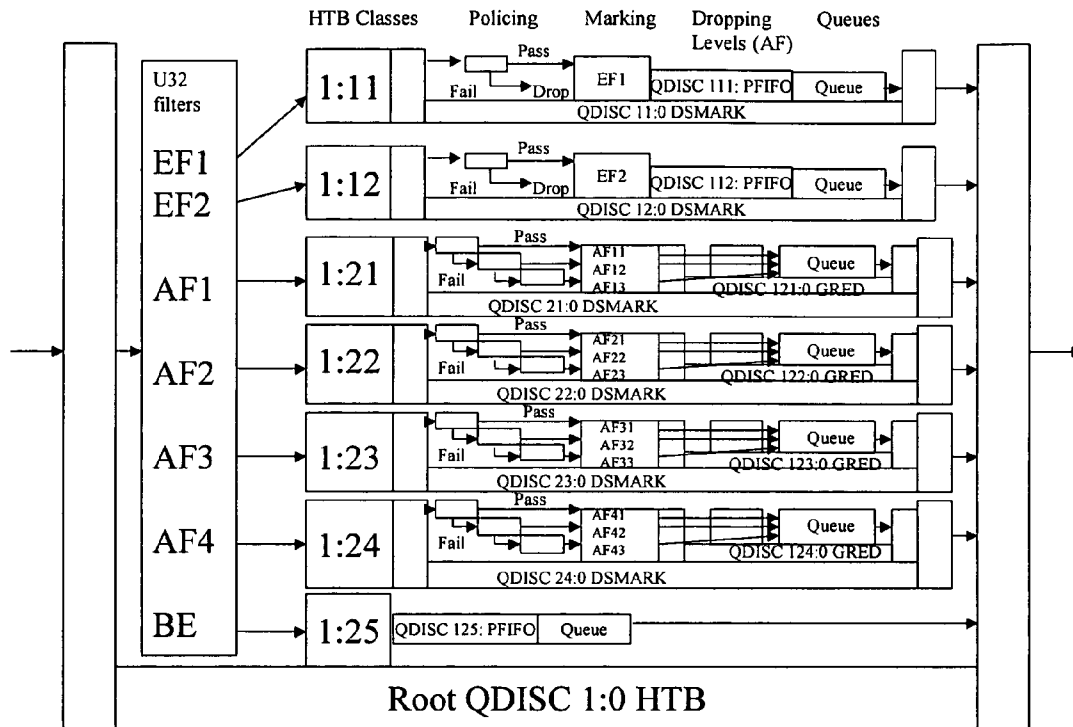 HTB Classes Policing Marking Dropping Levels (AF) Queues
U32 filters
EF1
EF2
AF1
AF2
AF3
AF4
BE
1:11
Pass
Fail
Drop
EF1
QDISC 111: PFIFO
Queue
QDISC 11:0 DSMARK
1:12
Pass
Fail
Drop
EF2
QDISC 112: PFIFO
Queue
QDISC 12:0 DSMARK
1:21
Pass
Fail
AF11
AF12
AF13
Queue
QDISC 121:0 GRED
QDISC 21:0 DSMARK
1:22
Pass
Fail
AF21
AF22
AF23
Queue
QDISC 122:0 GRED
QDISC 22:0 DSMARK
1:23
Pass
Fail
AF31
AF32
AF33
Queue
QDISC 123:0 GRED
QDISC 23:0 DSMARK
1:24
Pass
Fail
AF41
AF42
AF43
Queue
QDISC 124:0 GRED
QDISC 24:0 DSMARK
1:25
QDISC 125: PFIFO
Queue
Root QDISC 1:0 HTB